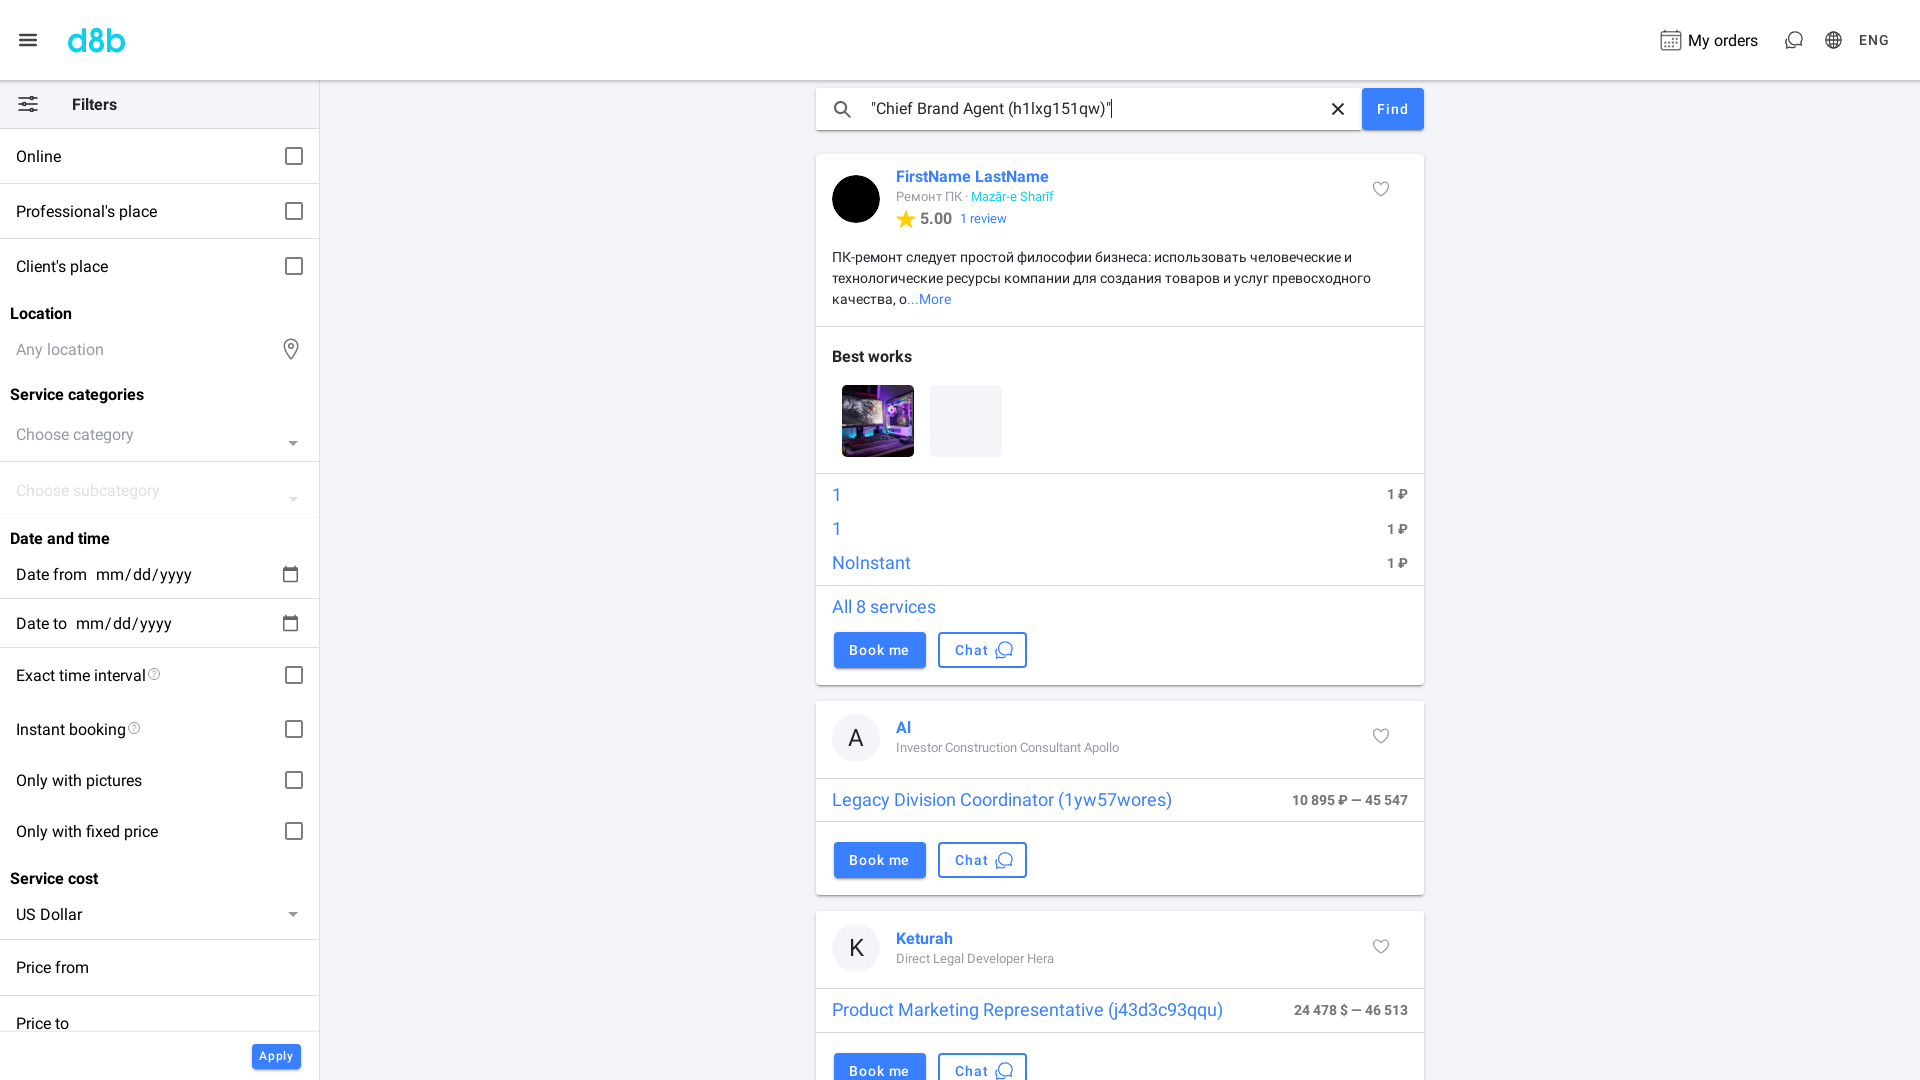 d8b
My orders
ENG
Filters
Online
Professional's place
Client's place
Location
Any location
Service categories
Choose category
Choose subcategory
Date and time
Date from mm/dd/yyyy
Date to mm/dd/yyyy
Exact time interval
Instant booking
Only with pictures
Only with fixed price
Service cost
US Dollar
Price from
Price to
Apply
"Chief Brand Agent (h1lxg151qw)"
Find
FirstName LastName
Ремонт ПК · Mazār-e Sharīf
5.00 1 review
ПК-ремонт следует простой философии бизнеса: использовать человеческие и
технологические ресурсы компании для создания товаров и услуг превосходного
качества, о...More
Best works
1 1 ₽
1 1 ₽
NoInstant 1 ₽
All 8 services
Book me Chat
A
Al
Investor Construction Consultant Apollo
Legacy Division Coordinator (1yw57wores) 10 895 ₽ — 45 547
Book me Chat
K
Keturah
Direct Legal Developer Hera
Product Marketing Representative (j43d3c93qqu) 24 478 $ — 46 513
Book me Chat